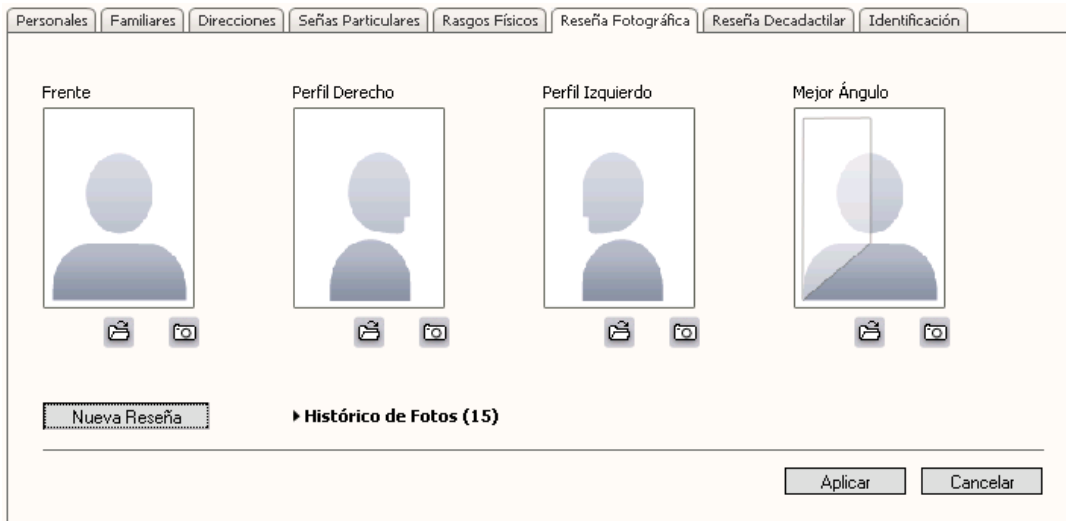 Personales Familiares Direcciones Señas Particulares Rasgos Físicos Reseña Fotográfica Reseña Decadactilar Identificación
Frente Perfil Derecho Perfil Izquierdo Mejor Ángulo
Nueva Reseña Histórico de Fotos (15)
Aplicar Cancelar